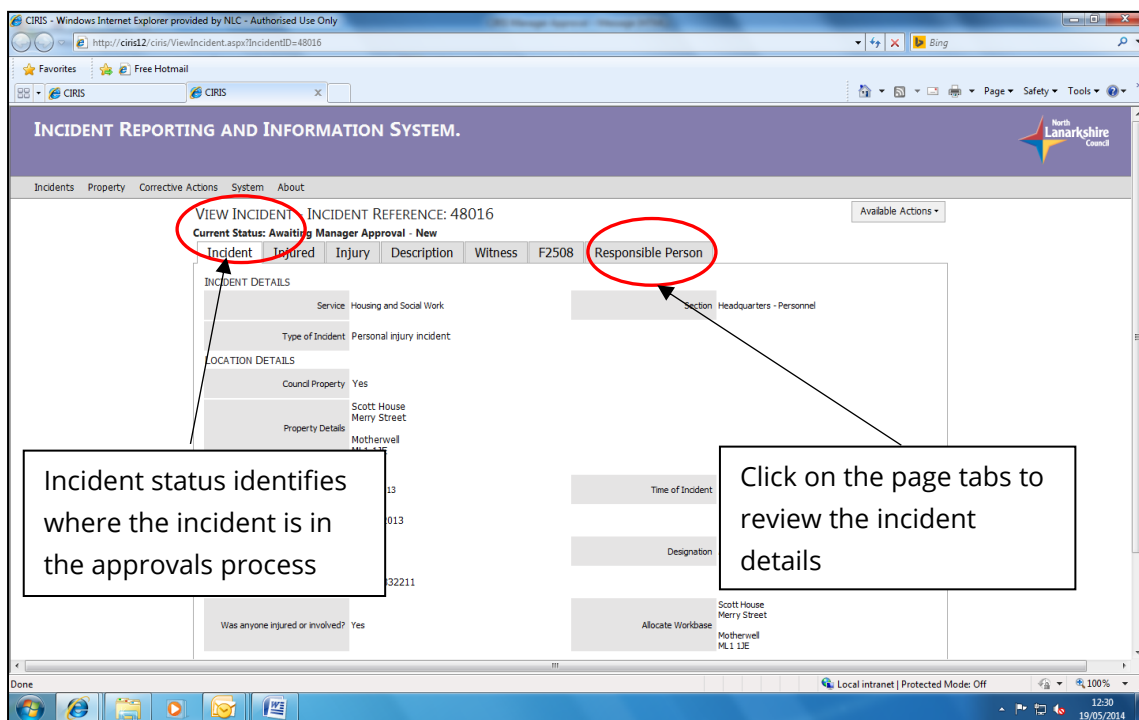 CIRIS - Windows Internet Explorer provided by NLC - Authorised Use Only
http://ciris12/ciris/ViewIncident.aspx?IncidentID=48016
Bing
Favorites Free Hotmail
CIRIS CIRIS Page Safety Tools
INCIDENT REPORTING AND INFORMATION SYSTEM.
North
Lanarkshire
Council
Incidents Property Corrective Actions System About
VIEW INCIDENT - INCIDENT REFERENCE: 48016
Available Actions
Current Status: Awaiting Manager Approval - New
Incident Injured Injury Description Witness F2508 Responsible Person
INCIDENT DETAILS
Service Housing and Social Work Section Headquarters - Personnel
Type of Incident Personal injury incident
LOCATION DETAILS
Council Property Yes
Property Details
Scott House
Merry Street
Motherwell
ML1 1JE
Incident status identifies
where the incident is in
the approvals process
13
Time of Incident
013
Designation
32211
Click on the page tabs to
review the incident
details
Was anyone injured or involved? Yes
Allocate Workbase
Scott House
Merry Street
Motherwell
ML1 1JE
Done Local intranet | Protected Mode: Off 100%
12:30
19/05/2014